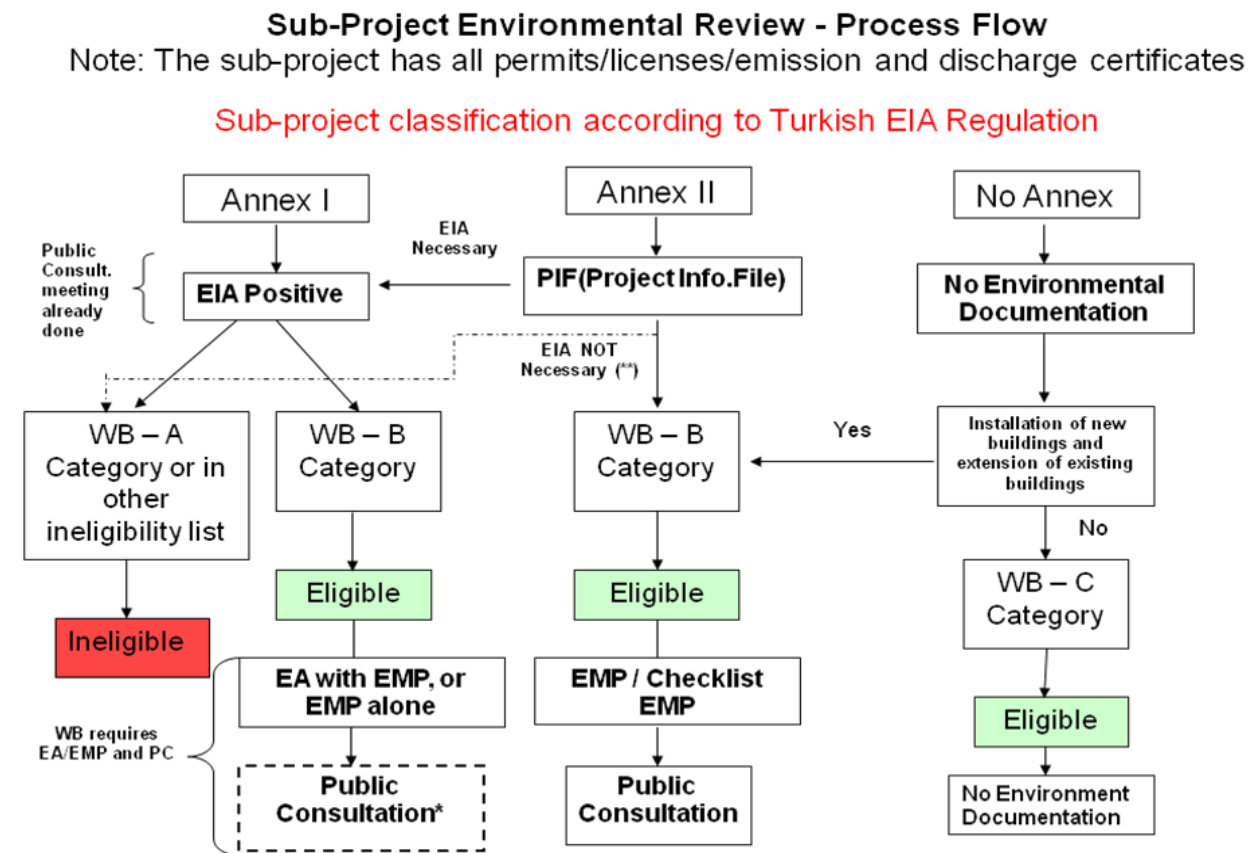 Sub-Project Environmental Review - Process Flow
Note: The sub-project has all permits/licenses/emission and discharge certificates
Sub-project classification according to Turkish EIA Regulation
Annex I
Annex II
No Annex
Public
Consult.
meeting
already
done
EIA Positive
EIA
Necessary
PIF(Project Info.File)
No Environmental
Documentation
EIA NOT
Necessary (**)
WB – A
Category or in
other
ineligibility list
WB – B
Category
WB – B
Category
Yes
Installation of new
buildings and
extension of existing
buildings
No
WB – C
Category
Ineligible
Eligible
Eligible
Eligible
WB requires
EA/EMP and PC
EA with EMP, or
EMP alone
EMP / Checklist
EMP
Public
Consultation*
Public
Consultation
No Environment
Documentation